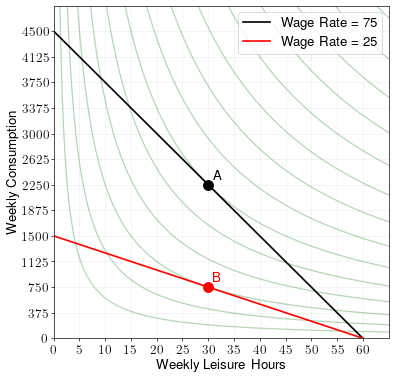 Wage Rate = 75
Wage Rate = 25
4500
4125
3750
3375
3000
2625
2250
1875
1500
1125
750
375
0
A
B
Weekly Consumption
0 5 10 15 20 25 30 35 40 45 50 55 60
Weekly Leisure Hours